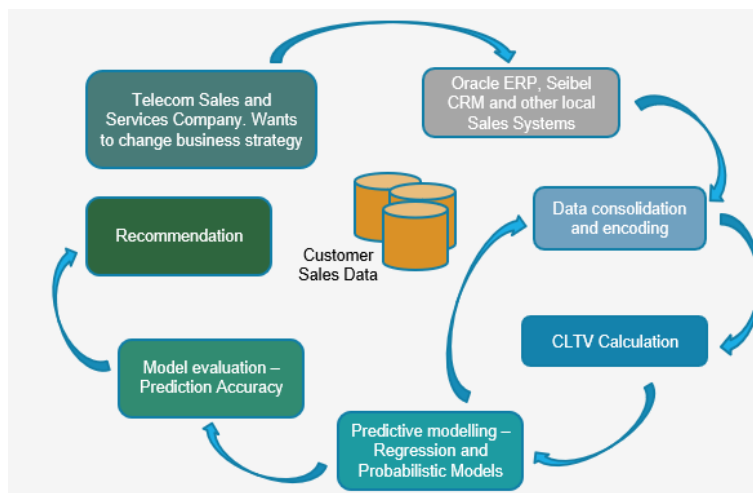 Telecom Sales and
Services Company. Wants
to change business strategy
Oracle ERP, Seibel
CRM and other local
Sales Systems
Data consolidation
and encoding
CLTV Calculation
Predictive modelling –
Regression and
Probabilistic Models
Model evaluation –
Prediction Accuracy
Recommendation
Customer
Sales Data